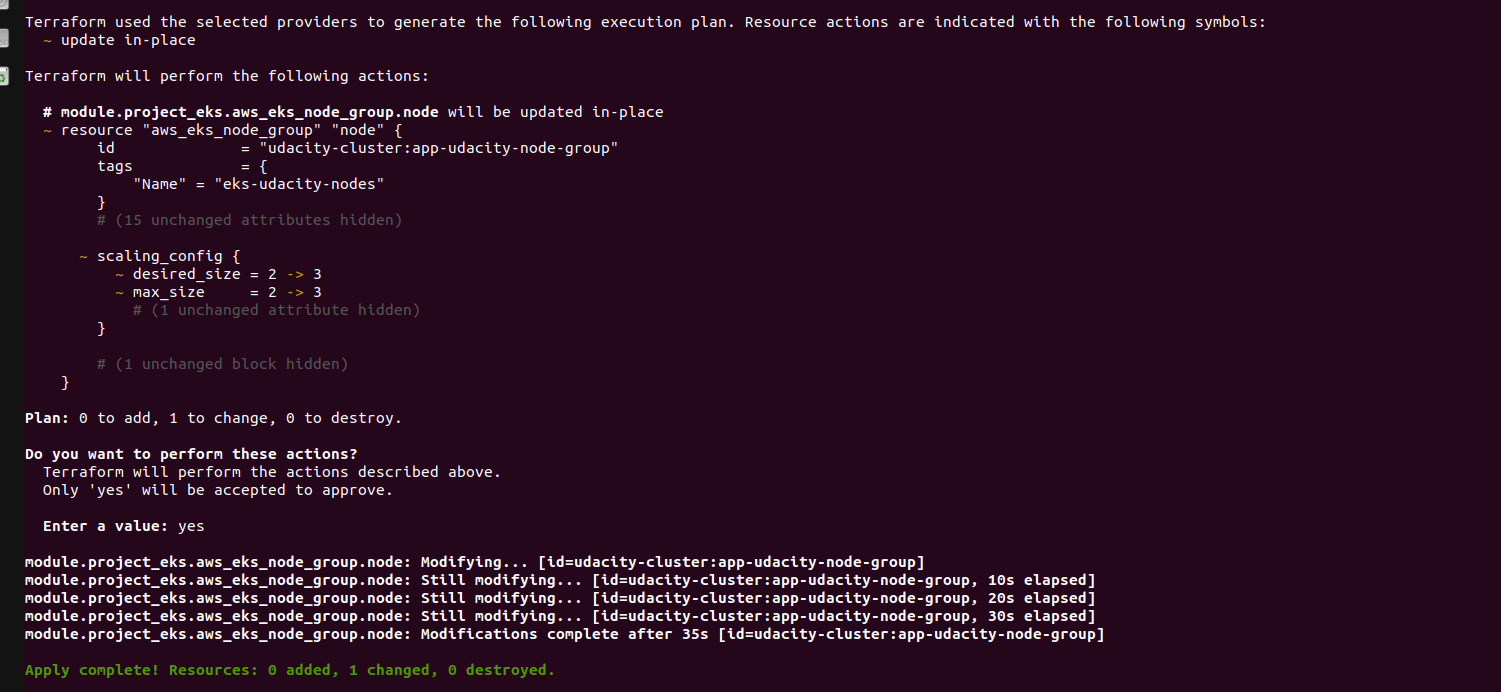 Terraform used the selected providers to generate the following execution plan. Resource actions are indicated with the following symbols:
  ~ update in-place

Terraform will perform the following actions:

  # module.project_eks.aws_eks_node_group.node will be updated in-place
  ~ resource "aws_eks_node_group" "node" {
        id              = "udacity-cluster:app-udacity-node-group"
        tags            = {
            "Name" = "eks-udacity-nodes"
        }
        # (15 unchanged attributes hidden)

      ~ scaling_config {
          ~ desired_size = 2 -> 3
          ~ max_size     = 2 -> 3
            # (1 unchanged attribute hidden)
        }

        # (1 unchanged block hidden)
    }

Plan: 0 to add, 1 to change, 0 to destroy.

Do you want to perform these actions?
  Terraform will perform the actions described above.
  Only 'yes' will be accepted to approve.

  Enter a value: yes

module.project_eks.aws_eks_node_group.node: Modifying... [id=udacity-cluster:app-udacity-node-group]
module.project_eks.aws_eks_node_group.node: Still modifying... [id=udacity-cluster:app-udacity-node-group, 10s elapsed]
module.project_eks.aws_eks_node_group.node: Still modifying... [id=udacity-cluster:app-udacity-node-group, 20s elapsed]
module.project_eks.aws_eks_node_group.node: Still modifying... [id=udacity-cluster:app-udacity-node-group, 30s elapsed]
module.project_eks.aws_eks_node_group.node: Modifications complete after 35s [id=udacity-cluster:app-udacity-node-group]

Apply complete! Resources: 0 added, 1 changed, 0 destroyed.